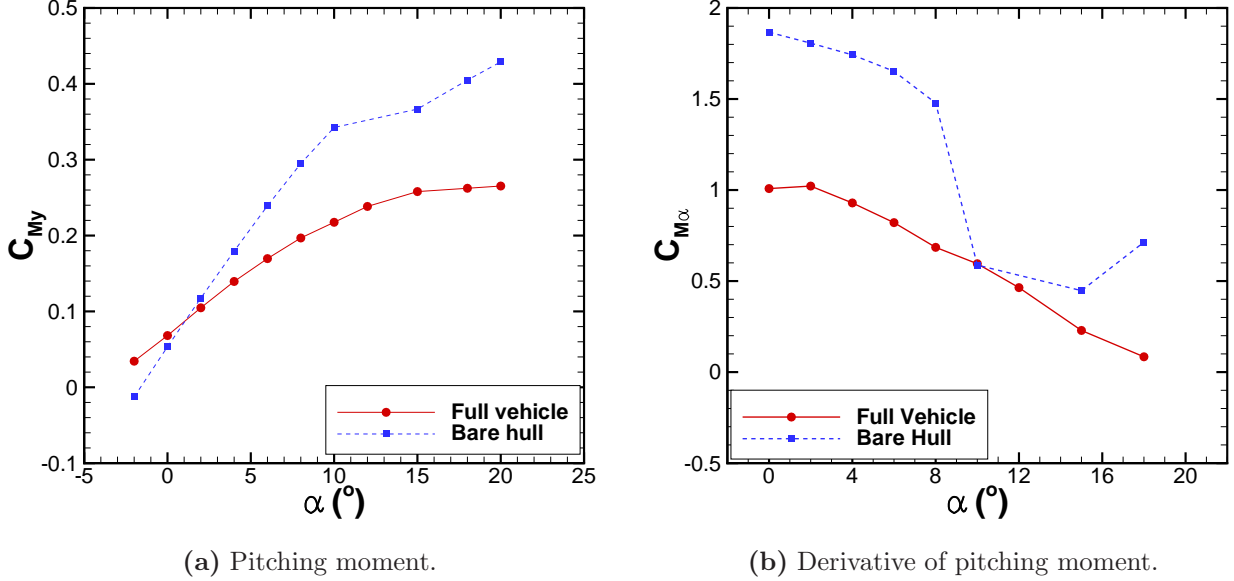 0.5
0.4
0.3
0.2
0.1
0
-0.1
C_My
-5 0 5 10 15 20 25
α (°)
Full vehicle
Bare hull
(a) Pitching moment.
2
1.5
1
0.5
0
-0.5
C_Mα
0 4 8 12 16 20
α (°)
Full Vehicle
Bare Hull
(b) Derivative of pitching moment.